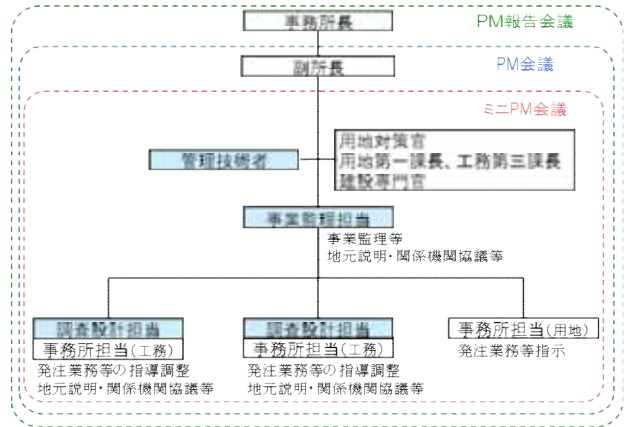 事務所長
PM報告会議
副所長
PM会議
ミニPM会議
管理技術者
用地対策官
用地第一課長、工務第三課長
建設専門官
事業監理担当
事業監理等
地元説明・関係機関協議等
調査設計担当
事務所担当(工務)
発注業務等の指導調整
地元説明・関係機関協議等
調査設計担当
事務所担当(工務)
発注業務等の指導調整
地元説明・関係機関協議等
事務所担当(用地)
発注業務等指示